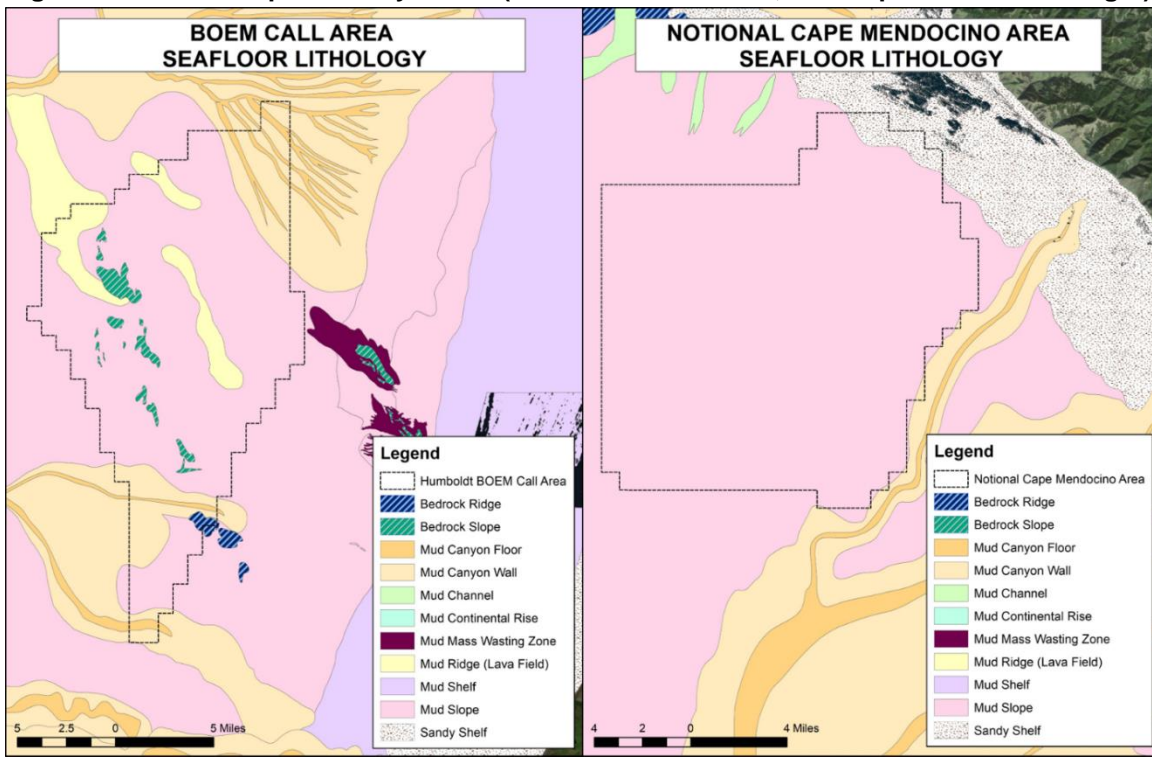 BOEM CALL AREA
SEAFLOOR LITHOLOGY
Legend
Humboldt BOEM Call Area
Bedrock Ridge
Bedrock Slope
Mud Canyon Floor
Mud Canyon Wall
Mud Channel
Mud Continental Rise
Mud Mass Wasting Zone
Mud Ridge (Lava Field)
Mud Shelf
Mud Slope
Sandy Shelf
5 2.5 0 5 Miles
NOTIONAL CAPE MENDOCINO AREA
SEAFLOOR LITHOLOGY
Legend
Notional Cape Mendocino Area
Bedrock Ridge
Bedrock Slope
Mud Canyon Floor
Mud Canyon Wall
Mud Channel
Mud Continental Rise
Mud Mass Wasting Zone
Mud Ridge (Lava Field)
Mud Shelf
Mud Slope
Sandy Shelf
4 2 0 4 Miles